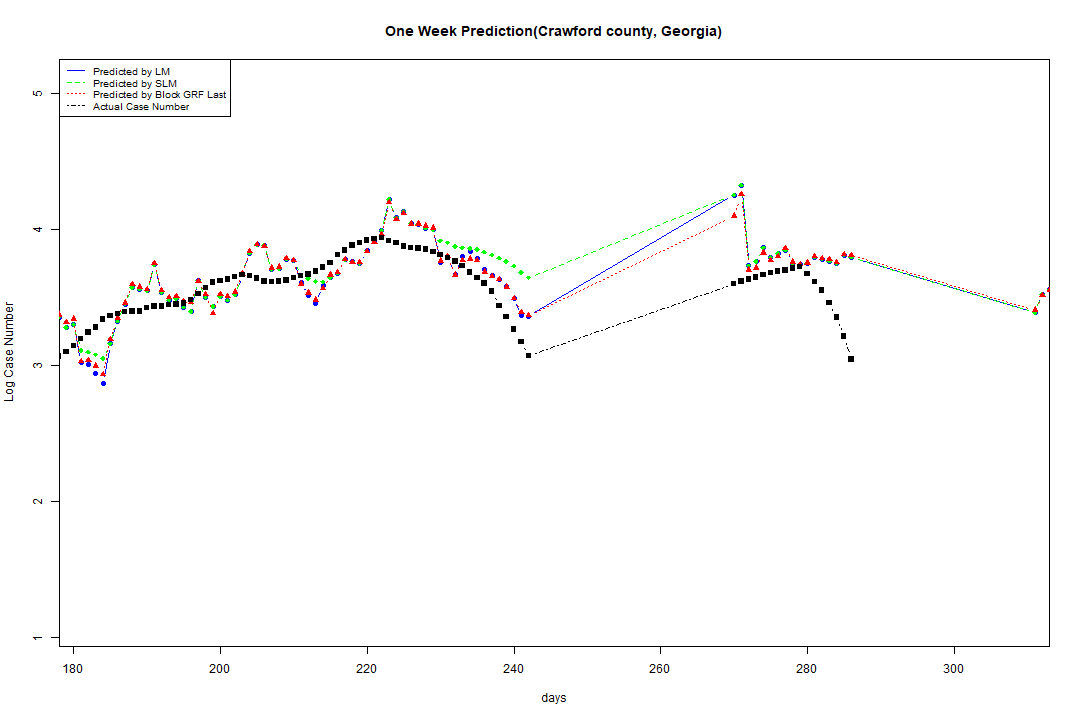 One Week Prediction(Crawford county, Georgia)
Predicted by LM
Predicted by SLM
Predicted by Block GRF Last
Actual Case Number
5
4
3
2
1
Log Case Number
180 200 220 240 260 280 300
days